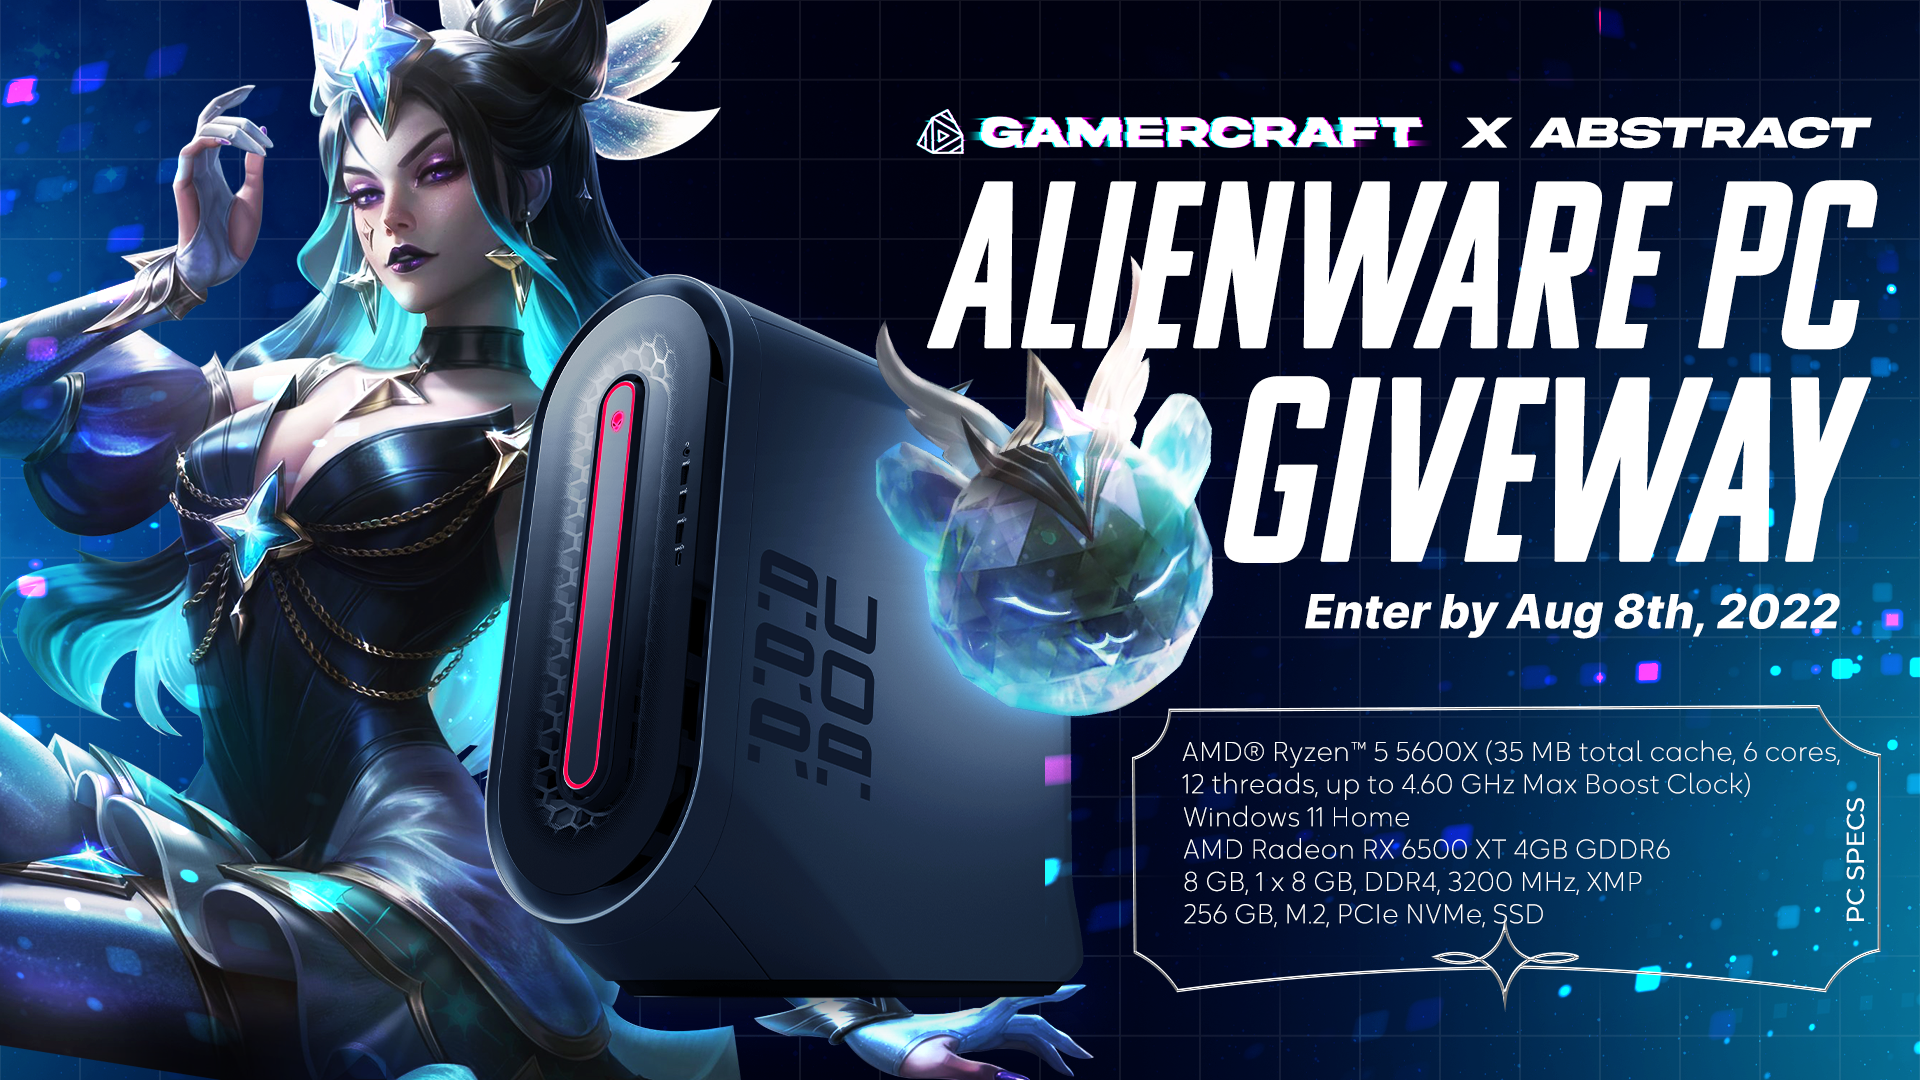 GAMERCRAFT X ABSTRACT
ALIENWARE PC
GIVEWAY
Enter by Aug 8th, 2022
AMD® Ryzen™ 5 5600X (35 MB total cache, 6 cores,
12 threads, up to 4.60 GHz Max Boost Clock)
Windows 11 Home
AMD Radeon RX 6500 XT 4GB GDDR6
8 GB, 1 x 8 GB, DDR4, 3200 MHz, XMP
256 GB, M.2, PCIe NVMe, SSD
PC SPECS